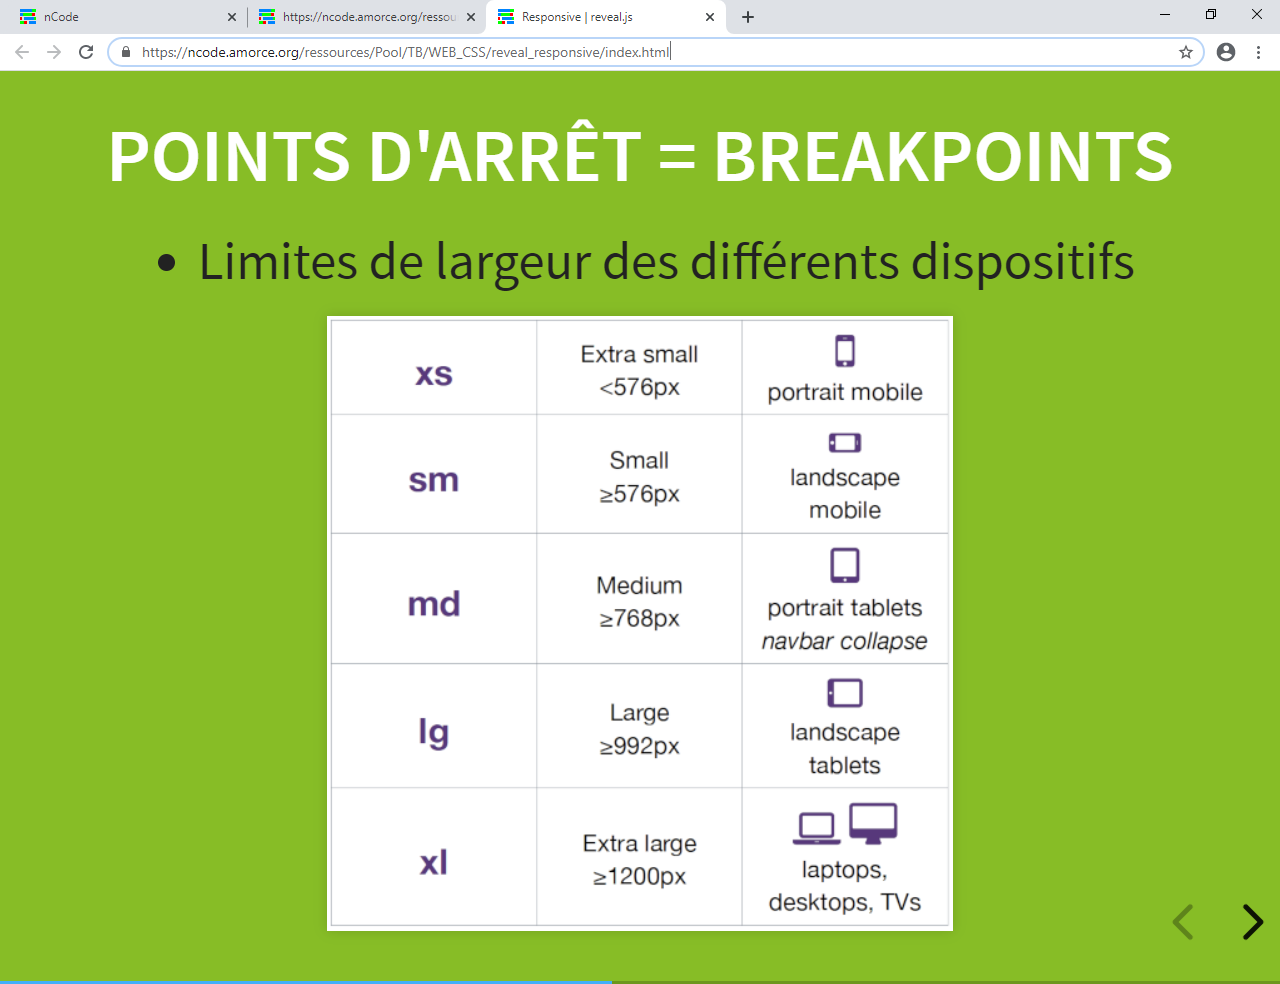 nCode
https://ncode.amorce.org/ressou
Responsive | reveal.js
https://ncode.amorce.org/ressources/Pool/TB/WEB_CSS/reveal_responsive/index.html
POINTS D'ARRÊT = BREAKPOINTS
• Limites de largeur des différents dispositifs
xs
Extra small
<576px
portrait mobile
sm
Small
≥576px
landscape
mobile
md
Medium
≥768px
portrait tablets
navbar collapse
lg
Large
≥992px
landscape
tablets
xl
Extra large
≥1200px
laptops,
desktops, TVs